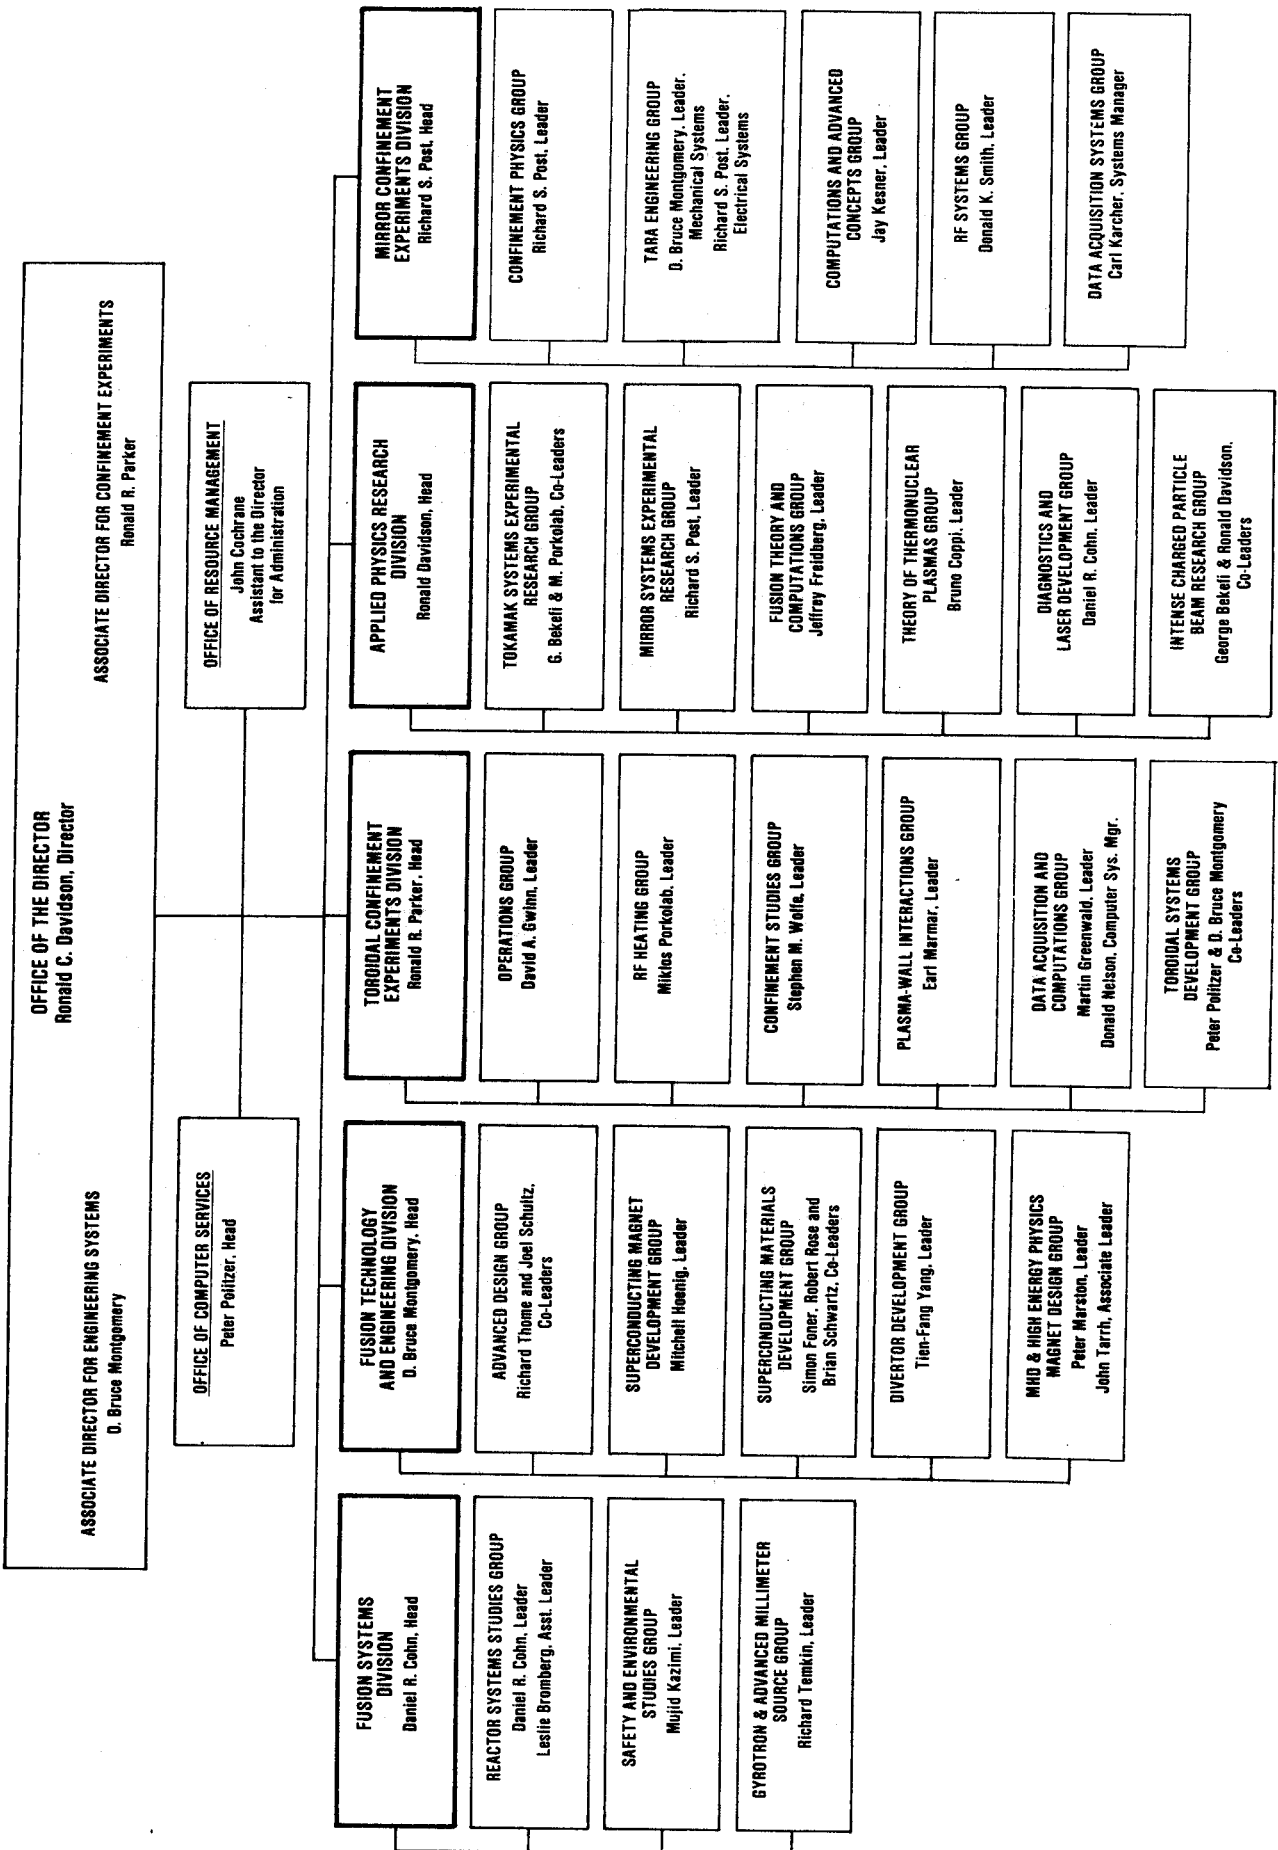 OFFICE OF THE DIRECTOR
Ronald C. Davidson, Director
ASSOCIATE DIRECTOR FOR ENGINEERING SYSTEMS
D. Bruce Montgomery
ASSOCIATE DIRECTOR FOR CONFINEMENT EXPERIMENTS
Ronald R. Parker
OFFICE OF COMPUTER SERVICES
Peter Politzer, Head
OFFICE OF RESOURCE MANAGEMENT
John Cochrane
Assistant to the Director
for Administration
FUSION SYSTEMS
DIVISION
Daniel R. Cohn, Head
REACTOR SYSTEMS STUDIES GROUP
Daniel R. Cohn, Leader
Leslie Bromberg, Asst. Leader
SAFETY AND ENVIRONMENTAL
STUDIES GROUP
Mujid Kazimi, Leader
GYROTRON & ADVANCED MILLIMETER
SOURCE GROUP
Richard Temkin, Leader
FUSION TECHNOLOGY
AND ENGINEERING DIVISION
D. Bruce Montgomery, Head
ADVANCED DESIGN GROUP
Richard Thome and Joel Schultz,
Co-Leaders
SUPERCONDUCTING MAGNET
DEVELOPMENT GROUP
Mitchell Hoenig, Leader
SUPERCONDUCTING MATERIALS
DEVELOPMENT GROUP
Simon Foner, Robert Rose and
Brian Schwartz, Co-Leaders
DIVERTOR DEVELOPMENT GROUP
Tien-Fang Yang, Leader
MHD & HIGH ENERGY PHYSICS
MAGNET DESIGN GROUP
Peter Marston, Leader
John Tarrh, Associate Leader
TOROIDAL CONFINEMENT
EXPERIMENTS DIVISION
Ronald R. Parker, Head
OPERATIONS GROUP
David A. Gwinn, Leader
RF HEATING GROUP
Miklos Porkolab, Leader
CONFINEMENT STUDIES GROUP
Stephen M. Wolfe, Leader
PLASMA-WALL INTERACTIONS GROUP
Earl Marmar, Leader
DATA ACQUISITION AND
COMPUTATIONS GROUP
Martin Greenwald, Leader
Donald Nelson, Computer Sys. Mgr.
TOROIDAL SYSTEMS
DEVELOPMENT GROUP
Peter Politzer & D. Bruce Montgomery
Co-Leaders
APPLIED PHYSICS RESEARCH
DIVISION
Ronald Davidson, Head
TOKAMAK SYSTEMS EXPERIMENTAL
RESEARCH GROUP
G. Bekefi & M. Porkolab, Co-Leaders
MIRROR SYSTEMS EXPERIMENTAL
RESEARCH GROUP
Richard S. Post, Leader
FUSION THEORY AND
COMPUTATIONS GROUP
Jeffrey Freidberg, Leader
THEORY OF THERMONUCLEAR
PLASMAS GROUP
Bruno Coppi, Leader
DIAGNOSTICS AND
LASER DEVELOPMENT GROUP
Daniel R. Cohn, Leader
INTENSE CHARGED PARTICLE
BEAM RESEARCH GROUP
George Bekefi & Ronald Davidson,
Co-Leaders
MIRROR CONFINEMENT
EXPERIMENTS DIVISION
Richard S. Post, Head
CONFINEMENT PHYSICS GROUP
Richard S. Post, Leader
TARA ENGINEERING GROUP
D. Bruce Montgomery, Leader,
Mechanical Systems
Richard S. Post, Leader,
Electrical Systems
COMPUTATIONS AND ADVANCED
CONCEPTS GROUP
Jay Kesner, Leader
RF SYSTEMS GROUP
Donald K. Smith, Leader
DATA ACQUISITION SYSTEMS GROUP
Carl Karcher, Systems Manager